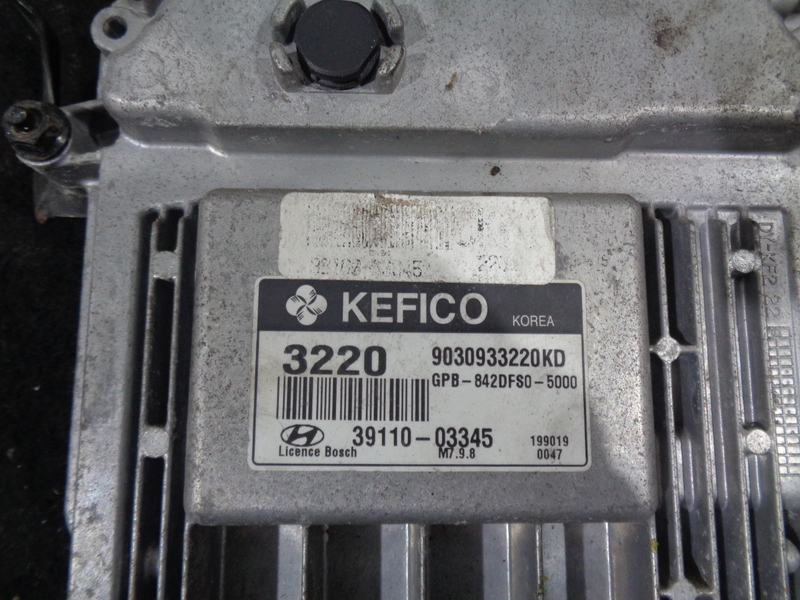 KEFICO KOREA
3220 9030933220KD
GPB-842DFS0-5000
39110-03345 199019
Licence Bosch M7.9.8 0047